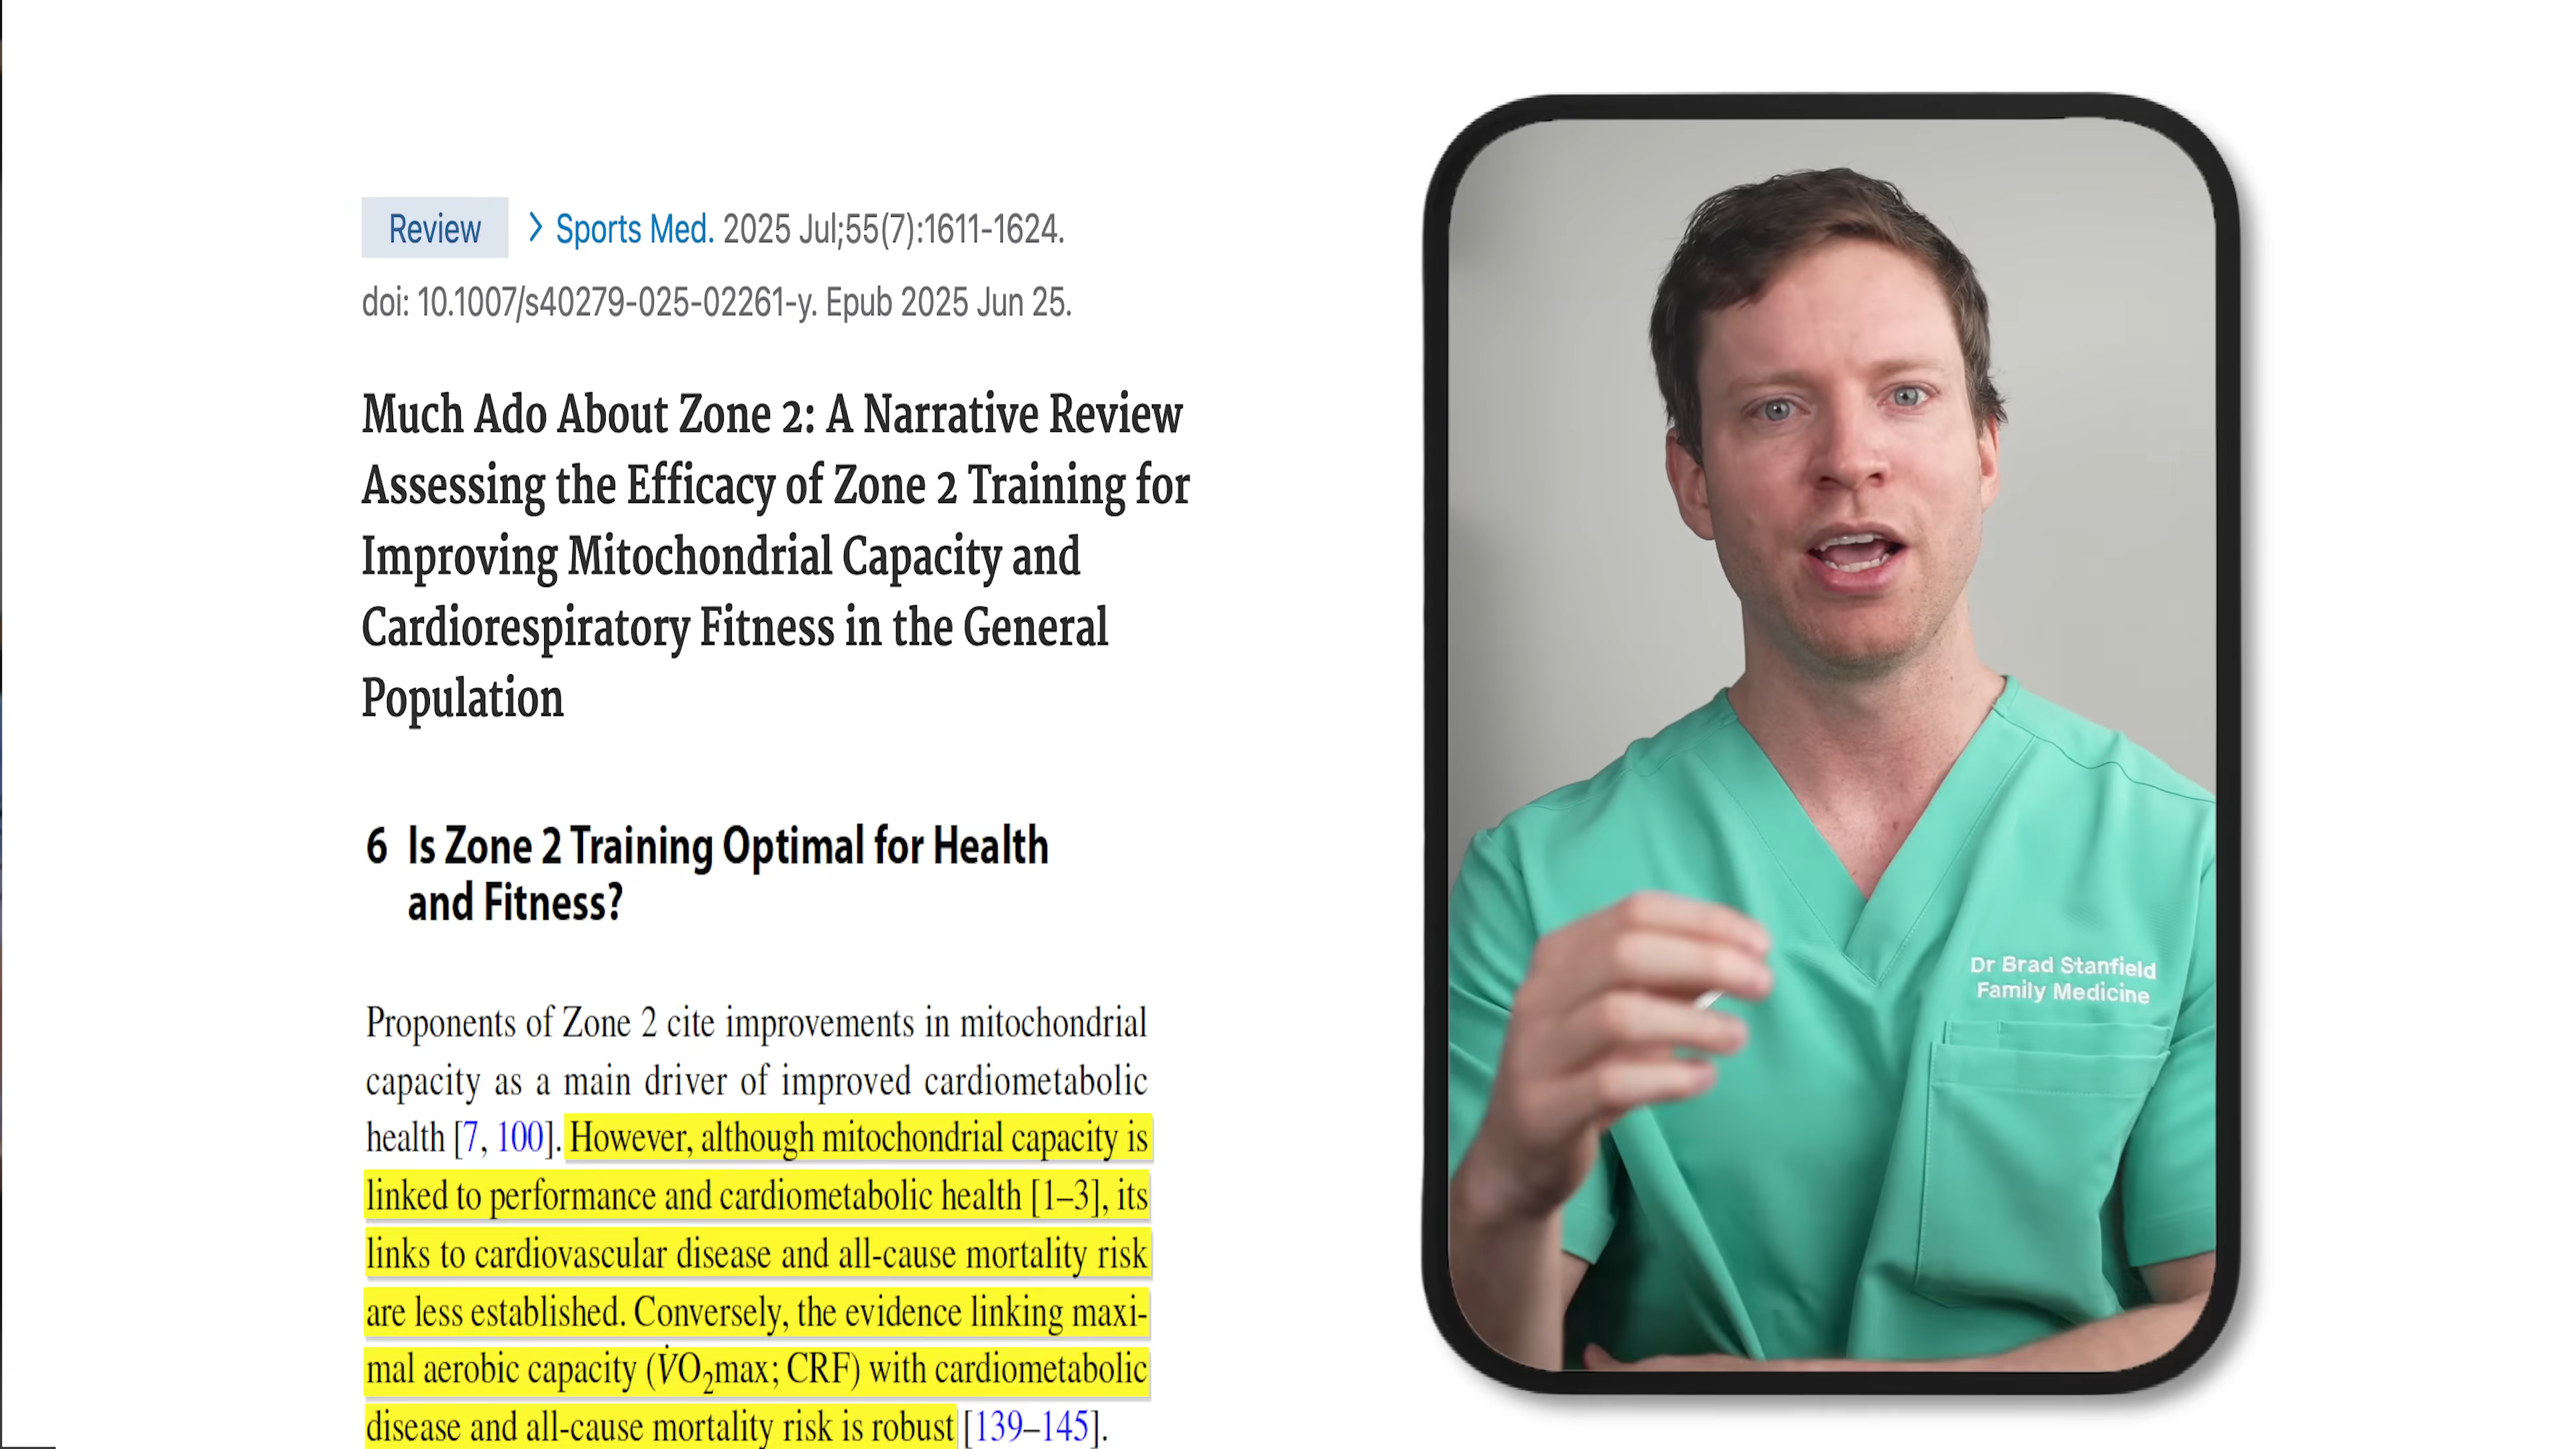 Review > Sports Med. 2025 Jul;55(7):1611-1624.
doi: 10.1007/s40279-025-02261-y. Epub 2025 Jun 25.
Much Ado About Zone 2: A Narrative Review
Assessing the Efficacy of Zone 2 Training for
Improving Mitochondrial Capacity and
Cardiorespiratory Fitness in the General
Population
6 Is Zone 2 Training Optimal for Health
and Fitness?
Proponents of Zone 2 cite improvements in mitochondrial
capacity as a main driver of improved cardiometabolic
health [7, 100]. However, although mitochondrial capacity is
linked to performance and cardiometabolic health [1–3], its
links to cardiovascular disease and all-cause mortality risk
are less established. Conversely, the evidence linking maxi-
mal aerobic capacity (V̇O₂max; CRF) with cardiometabolic
disease and all-cause mortality risk is robust [139–145].
Dr Brad Stanfield
Family Medicine